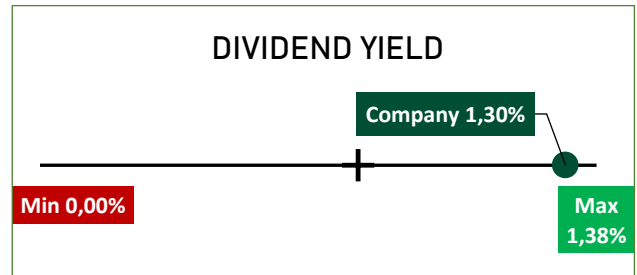 DIVIDEND YIELD
Company 1,30%
Min 0,00%
Max
1,38%